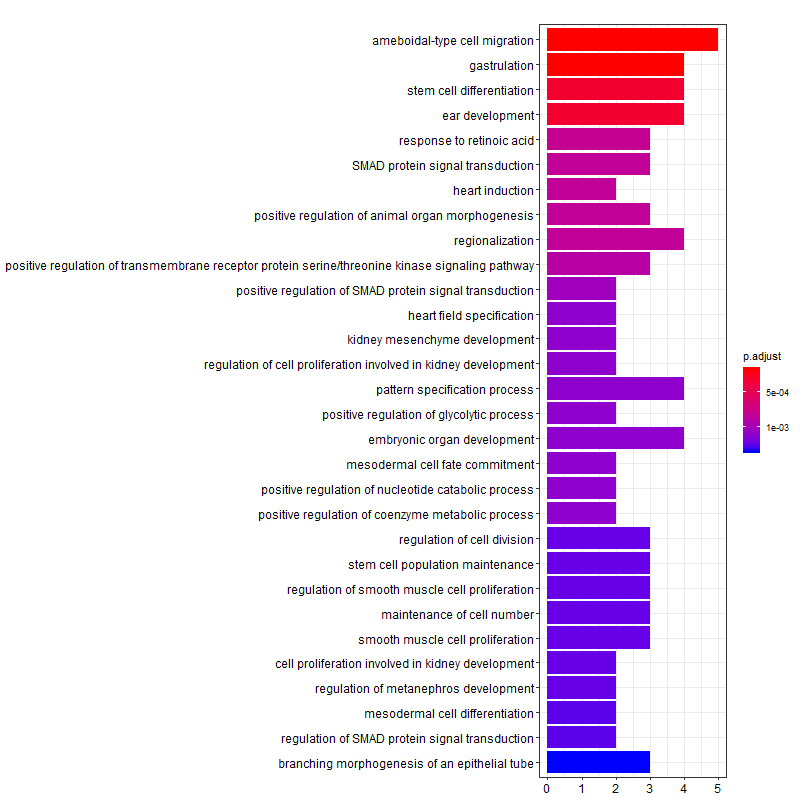 ameboidal-type cell migration
gastrulation
stem cell differentiation
ear development
response to retinoic acid
SMAD protein signal transduction
heart induction
positive regulation of animal organ morphogenesis
regionalization
positive regulation of transmembrane receptor protein serine/threonine kinase signaling pathway
positive regulation of SMAD protein signal transduction
heart field specification
kidney mesenchyme development
regulation of cell proliferation involved in kidney development
pattern specification process
positive regulation of glycolytic process
embryonic organ development
mesodermal cell fate commitment
positive regulation of nucleotide catabolic process
positive regulation of coenzyme metabolic process
regulation of cell division
stem cell population maintenance
regulation of smooth muscle cell proliferation
maintenance of cell number
smooth muscle cell proliferation
cell proliferation involved in kidney development
regulation of metanephros development
mesodermal cell differentiation
regulation of SMAD protein signal transduction
branching morphogenesis of an epithelial tube
0 1 2 3 4 5
p.adjust
5e-04
1e-03